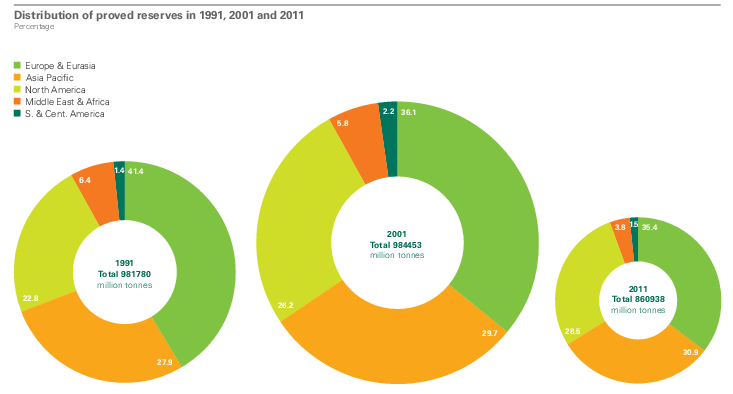 Distribution of proved reserves in 1991, 2001 and 2011
Percentage
Europe & Eurasia
Asia Pacific
North America
Middle East & Africa
S. & Cent. America
1.4
41.4
6.4
22.8
27.9
1991
Total 981780
million tonnes
2.2
36.1
5.8
26.2
29.7
2001
Total 984453
million tonnes
1.5
35.4
3.8
28.5
30.9
2011
Total 860938
million tonnes